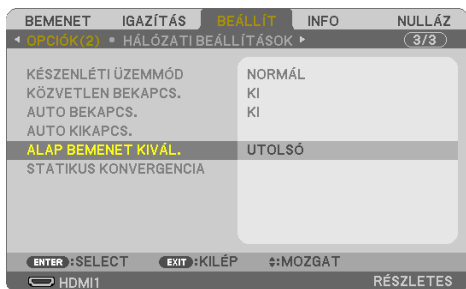 BEMENET IGAZÍTÁS BEÁLLÍT INFO NULLÁZ
OPCIÓK(2) • HÁLÓZATI BEÁLLÍTÁSOK 3/3
KÉSZENLÉTI ÜZEMMÓD NORMÁL
KÖZVETLEN BEKAPCS. KI
AUTO BEKAPCS. KI
AUTO KIKAPCS.
ALAP BEMENET KIVÁL. UTOLSÓ
STATIKUS KONVERGENCIA
ENTER :SELECT EXIT :KILÉP :MOZGAT
HDMI1 RÉSZLETES